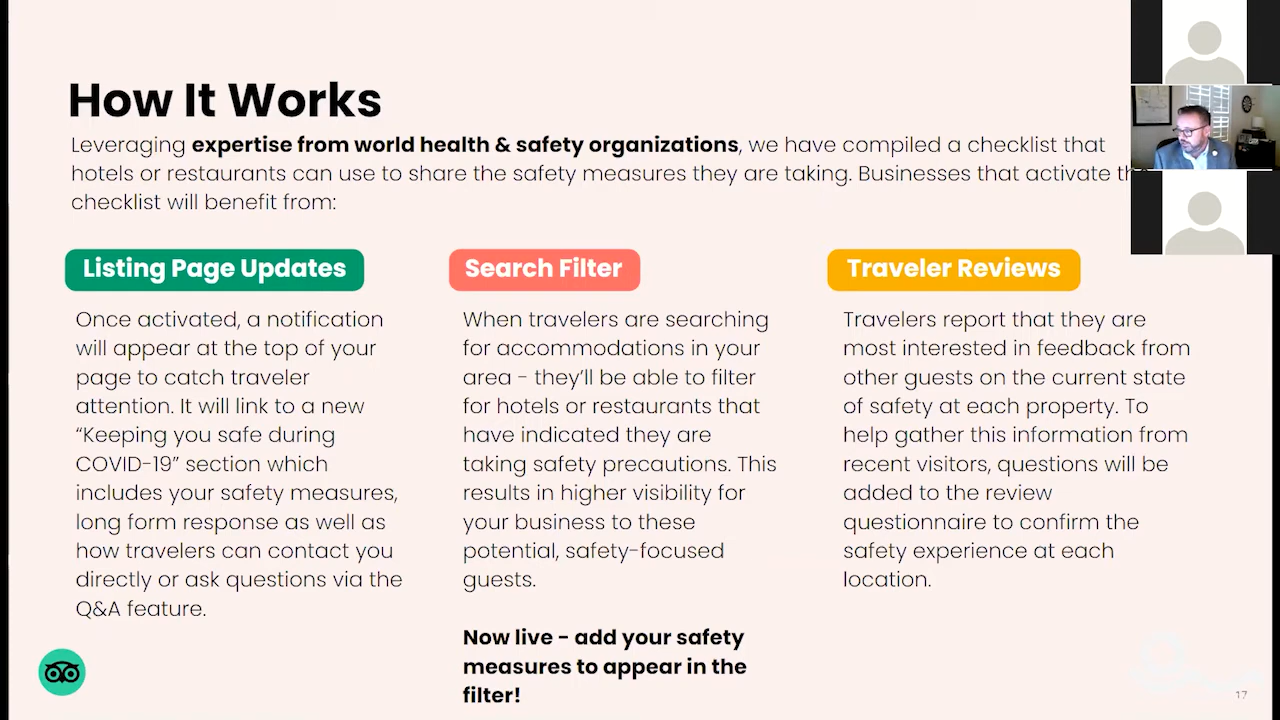 How It Works
Leveraging expertise from world health & safety organizations, we have compiled a checklist that
hotels or restaurants can use to share the safety measures they are taking. Businesses that activate the
checklist will benefit from:
Listing Page Updates
Once activated, a notification
will appear at the top of your
page to catch traveler
attention. It will link to a new
“Keeping you safe during
COVID-19” section which
includes your safety measures,
long form response as well as
how travelers can contact you
directly or ask questions via the
Q&A feature.
Search Filter
When travelers are searching
for accommodations in your
area - they’ll be able to filter
for hotels or restaurants that
have indicated they are
taking safety precautions. This
results in higher visibility for
your business to these
potential, safety-focused
guests.
Now live - add your safety
measures to appear in the
filter!
Traveler Reviews
Travelers report that they are
most interested in feedback from
other guests on the current state
of safety at each property. To
help gather this information from
recent visitors, questions will be
added to the review
questionnaire to confirm the
safety experience at each
location.
17